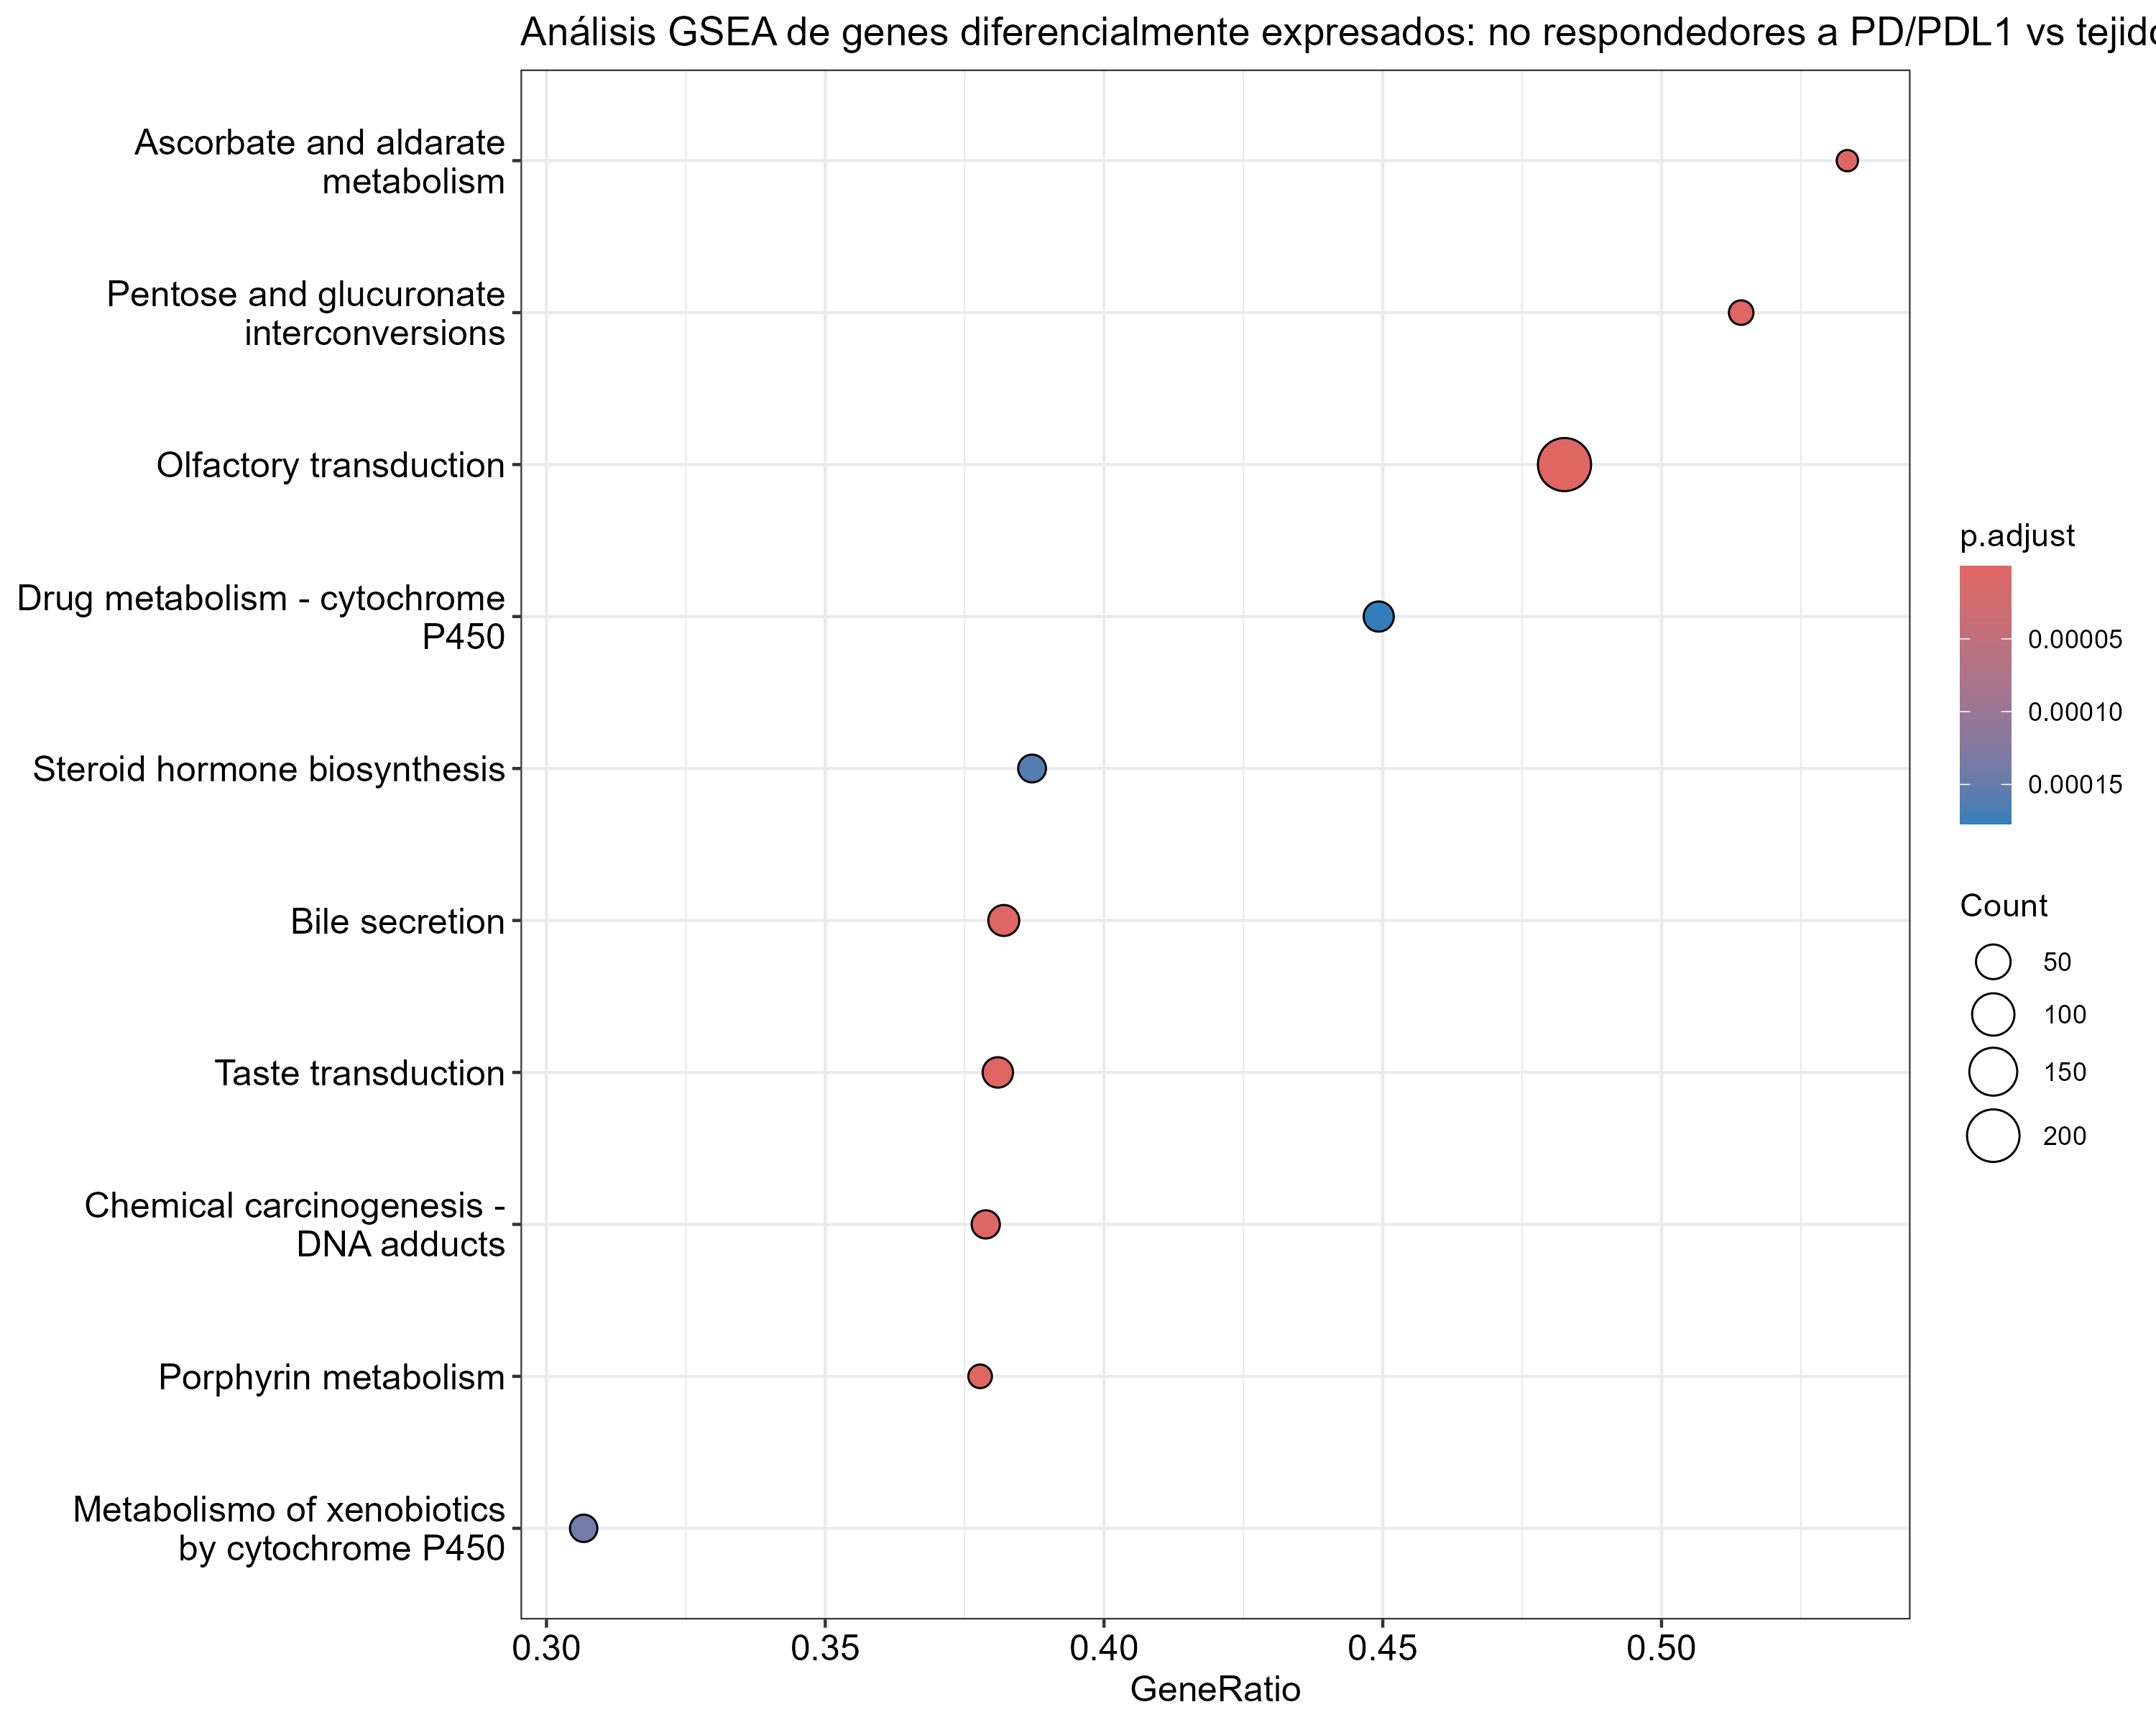 Análisis GSEA de genes diferencialmente expresados: no respondedores a PD/PDL1 vs
Ascorbate and aldarate
metabolism
Pentose and glucuronate
interconversions
Olfactory transduction
Drug metabolism - cytochrome
P450
Steroid hormone biosynthesis
Bile secretion
Taste transduction
Chemical carcinogenesis -
DNA adducts
Porphyrin metabolism
Metabolismo of xenobiotics
by cytochrome P450
0.30
0.35
0.40
0.45
0.50
GeneRatio
p.adjust
0.00005
0.00010
0.00015
Count
50
100
150
200